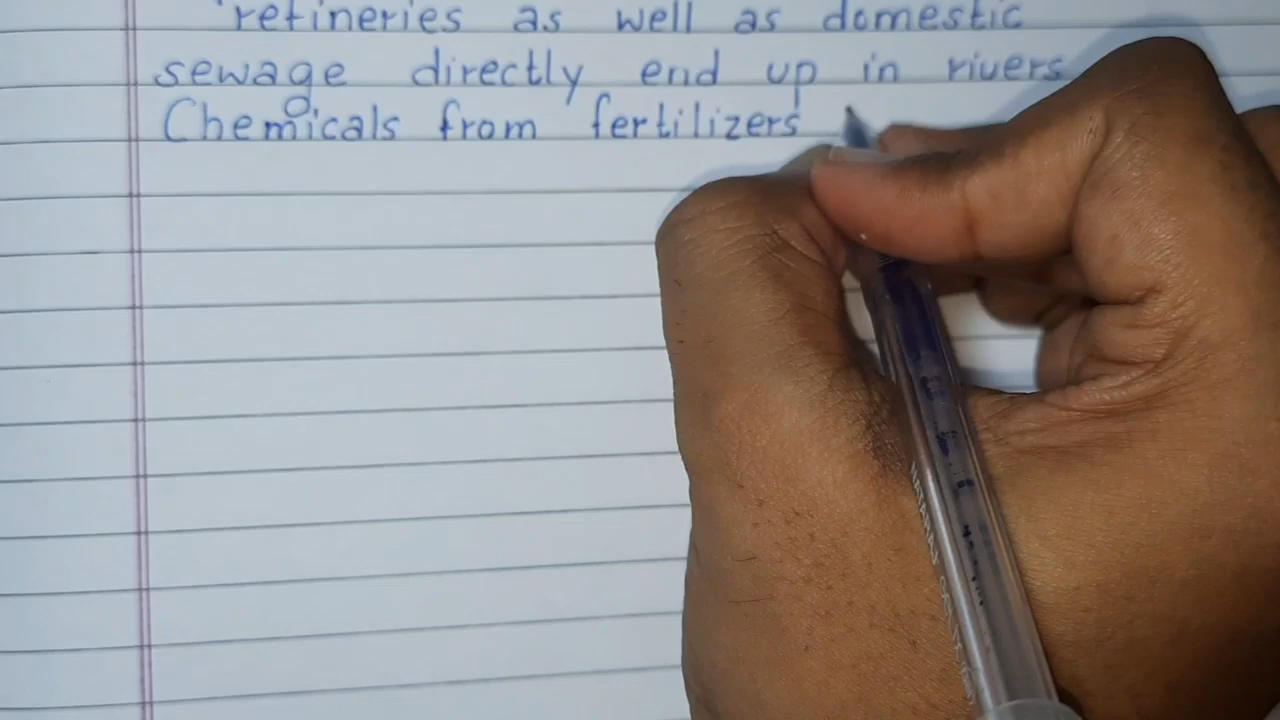 refineries as well as domestic
sewage directly end up in rivers
Chemicals from fertilizers